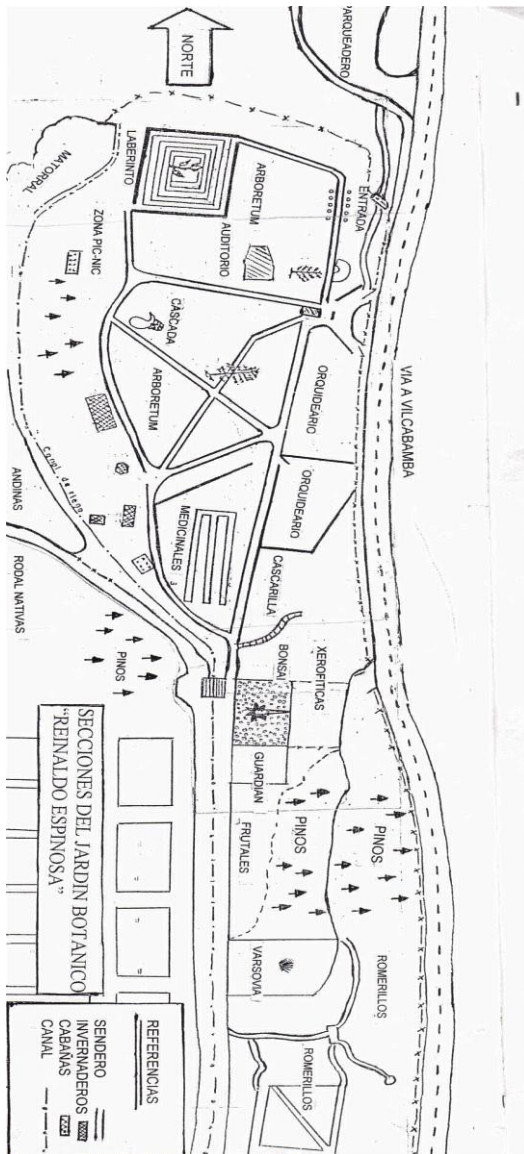 NORTE
PARQUEADERO
ENTRADA
LABERINTO
MATORRAL
ARBORETUM
AUDITORIO
ZONA PIC-NIC
CASCADA
ARBORETUM
ORQUIDEARIO
VIA A VILCABAMBA
ORQUIDEARIO
MEDICINALES
Canal de riego
ANDINAS
RODAL NATIVAS
CASCARILLA
PINOS
XEROFITICAS
BONSAI
GUARDIAN
FRUTALES
PINOS
PINOS
VARSOVIA
ROMERILLOS
ROMERILLOS
SECCIONES DEL JARDIN BOTANICO
"REINALDO ESPINOSA"
REFERENCIAS
SENDERO
INVERNADEROS
CABAÑAS
CANAL